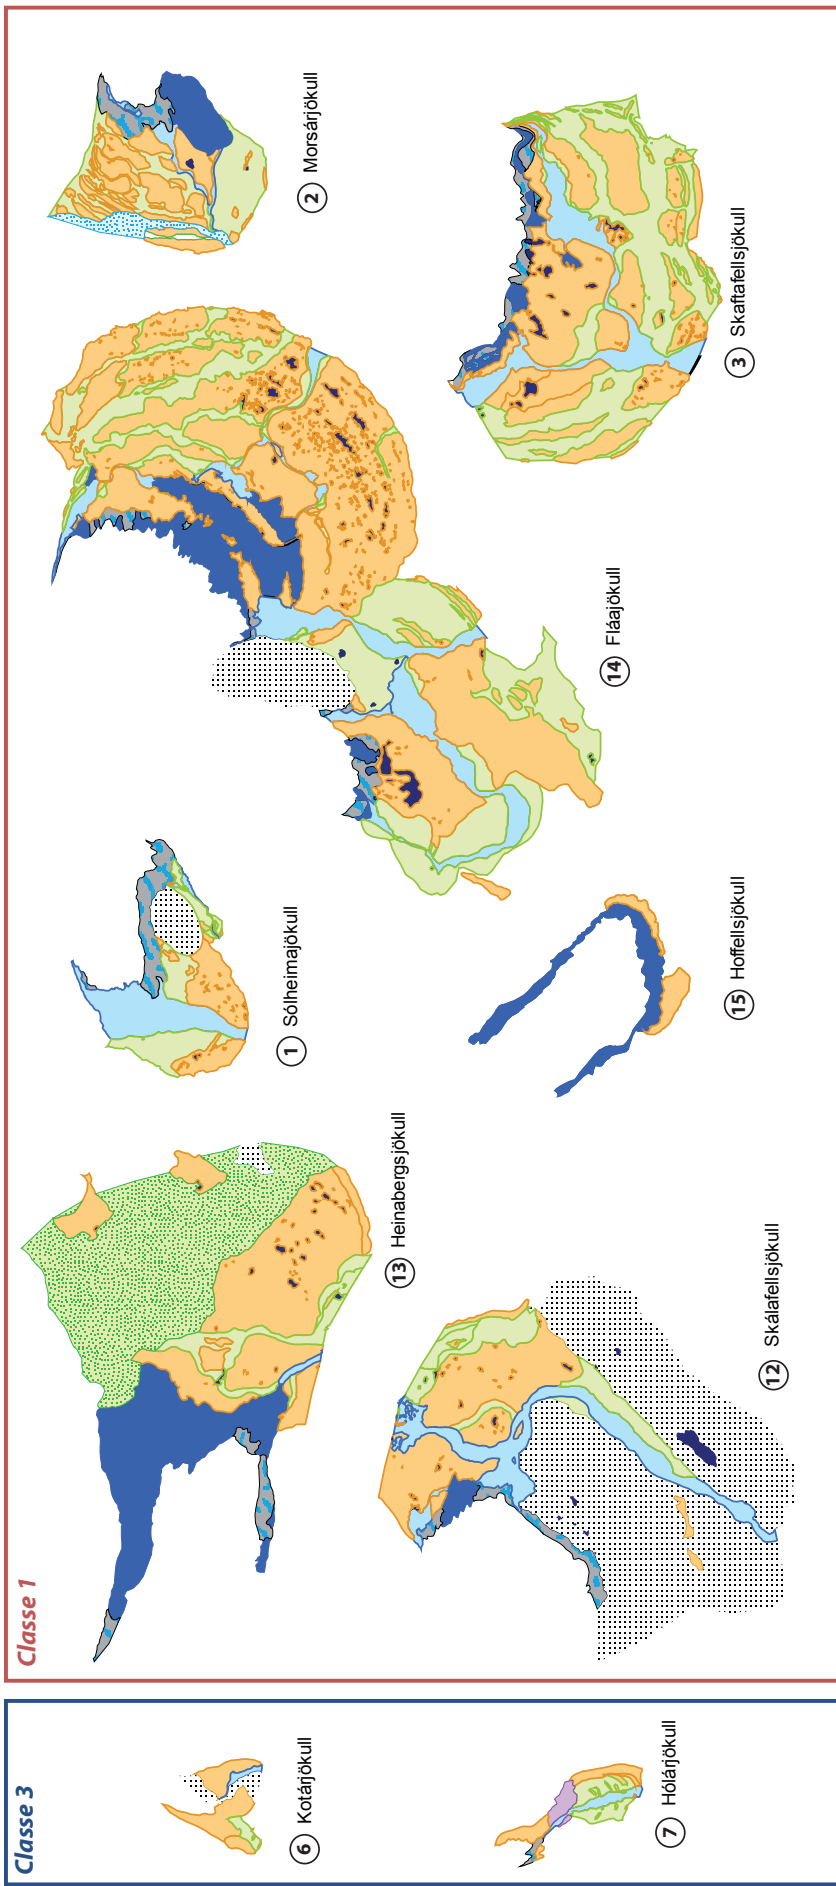 Classe 3
6 Kotárjökull
7 Hólárjökull
Classe 1
13 Heinabergsjökull
1 Sólheimajökull
2 Morsárjökull
12 Skálafellsjökull
15 Hoffellsjökull
14 Fláajökull
3 Skaftafellsjökull